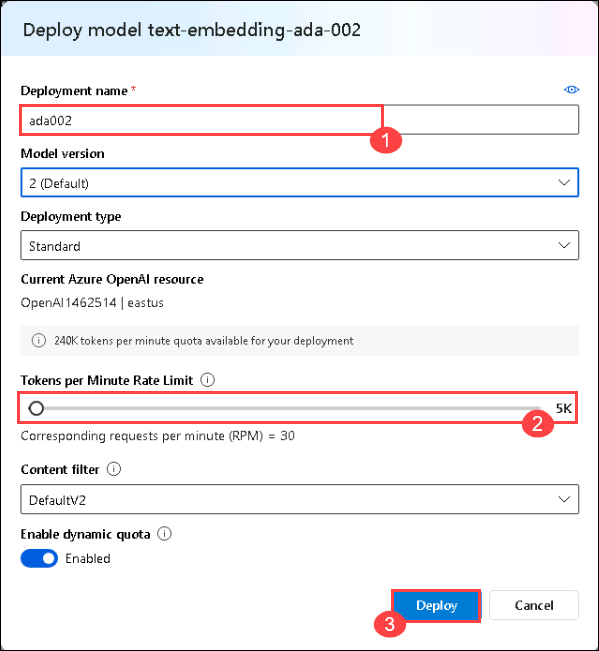 Deploy model text-embedding-ada-002
Deployment name *
ada002
1
Model version
2 (Default)
Deployment type
Standard
Current Azure OpenAI resource
OpenAI1462514 | eastus
240K tokens per minute quota available for your deployment
Tokens per Minute Rate Limit
5K
2
Corresponding requests per minute (RPM) = 30
Content filter
DefaultV2
Enable dynamic quota
Enabled
Deploy Cancel
3